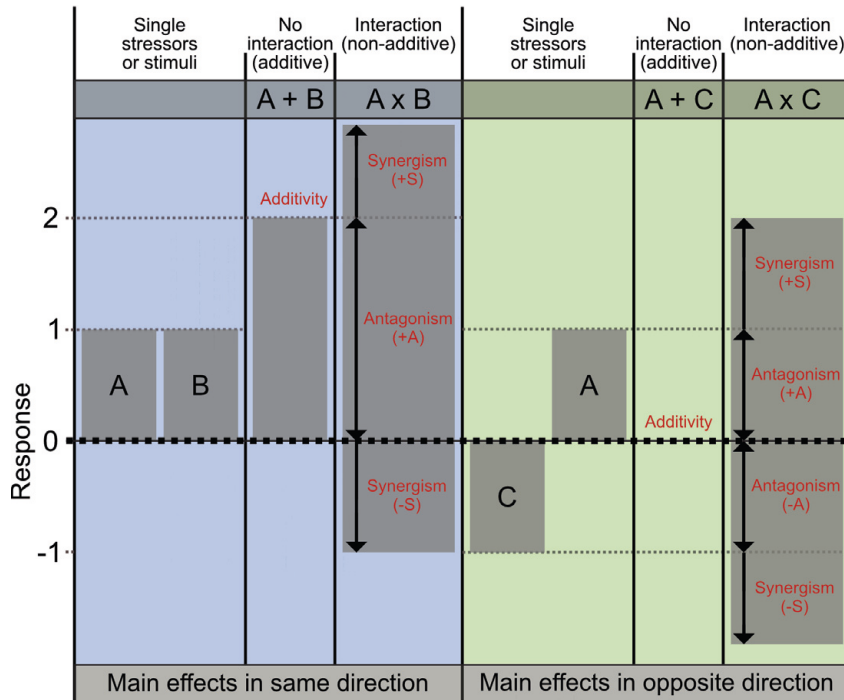 Single
stressors
or stimuli
No
interaction
(additive)
Interaction
(non-additive)
Single
stressors
or stimuli
No
interaction
(additive)
Interaction
(non-additive)
A + B
A x B
A + C
A x C
Response
2
1
0
-1
A
B
Additivity
Synergism
(+S)
Antagonism
(+A)
Synergism
(-S)
C
A
Additivity
Synergism
(+S)
Antagonism
(+A)
Antagonism
(-A)
Synergism
(-S)
Main effects in same direction
Main effects in opposite direction